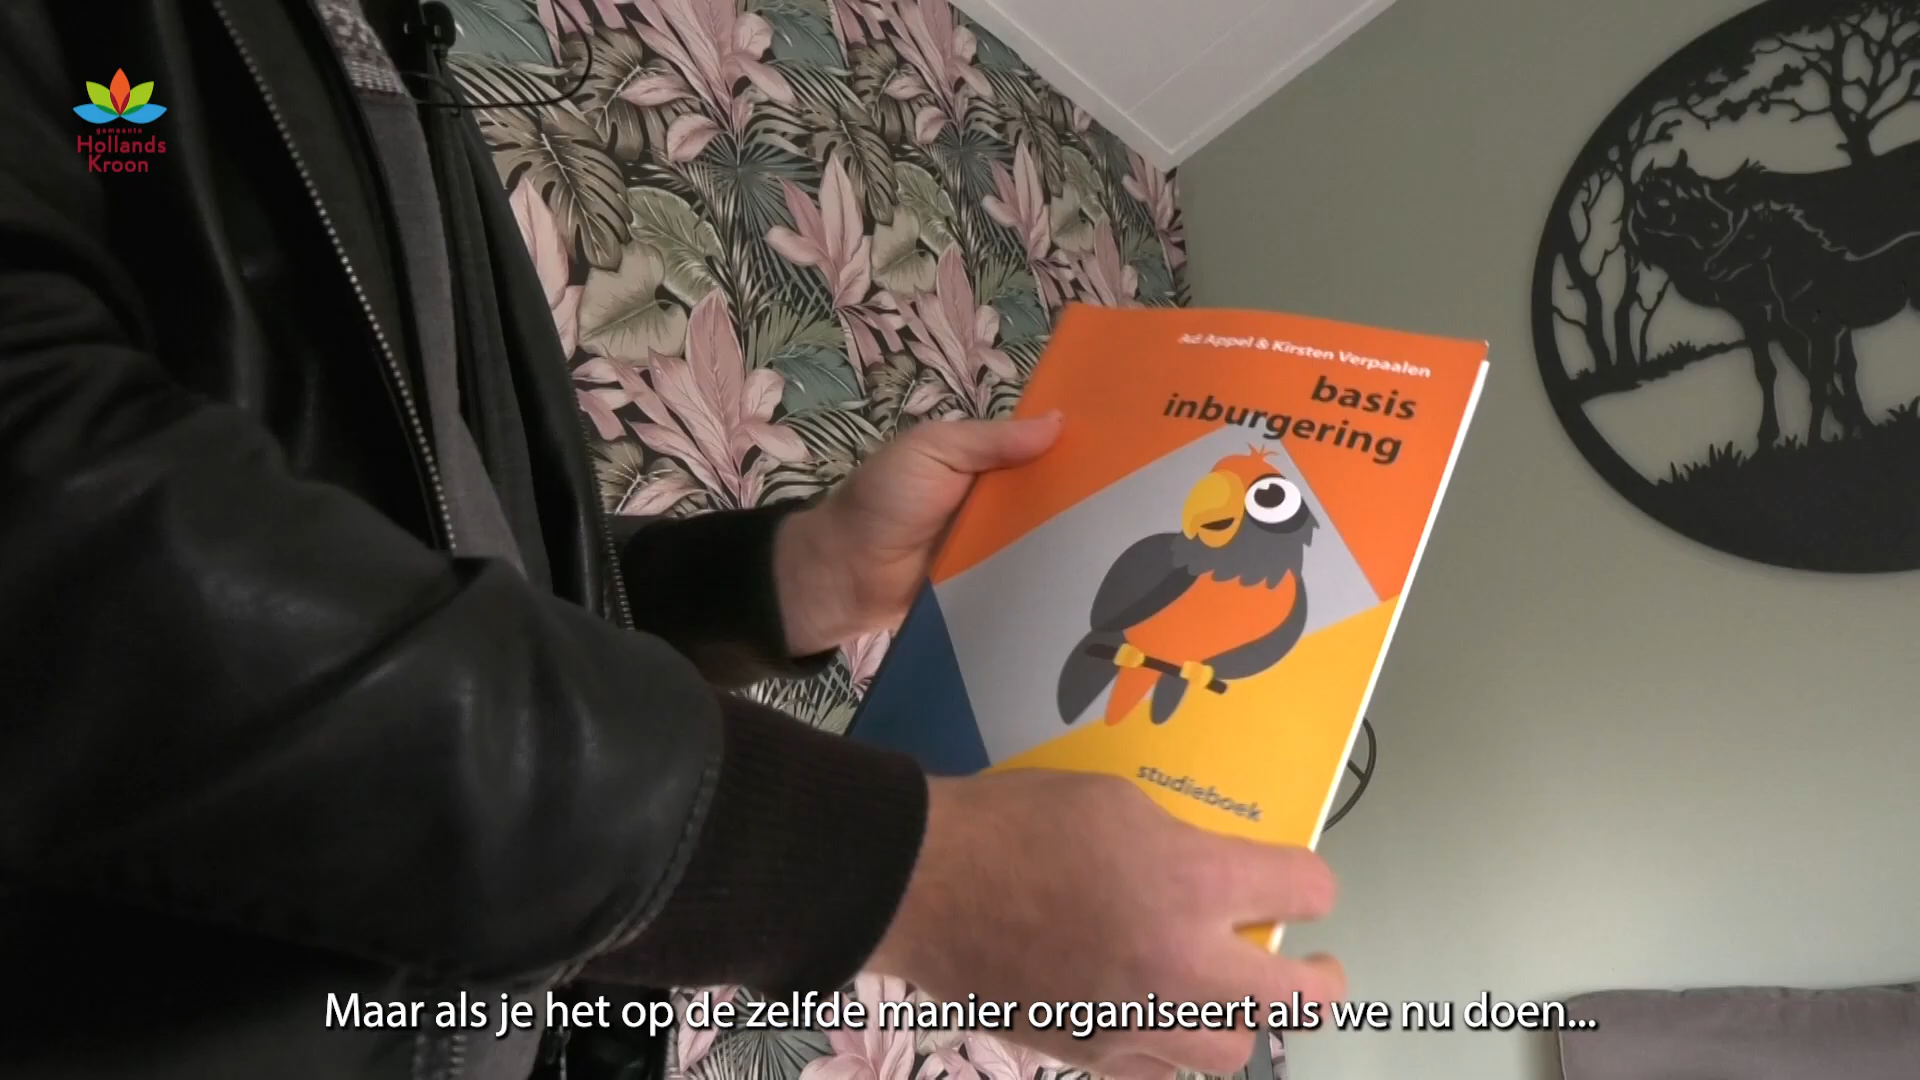 gemeente
Hollands
Kroon
Ad Appel & Kirsten Verpaalen
basis
inburgering
studieboek
Maar als je het op de zelfde manier organiseert als we nu doen...